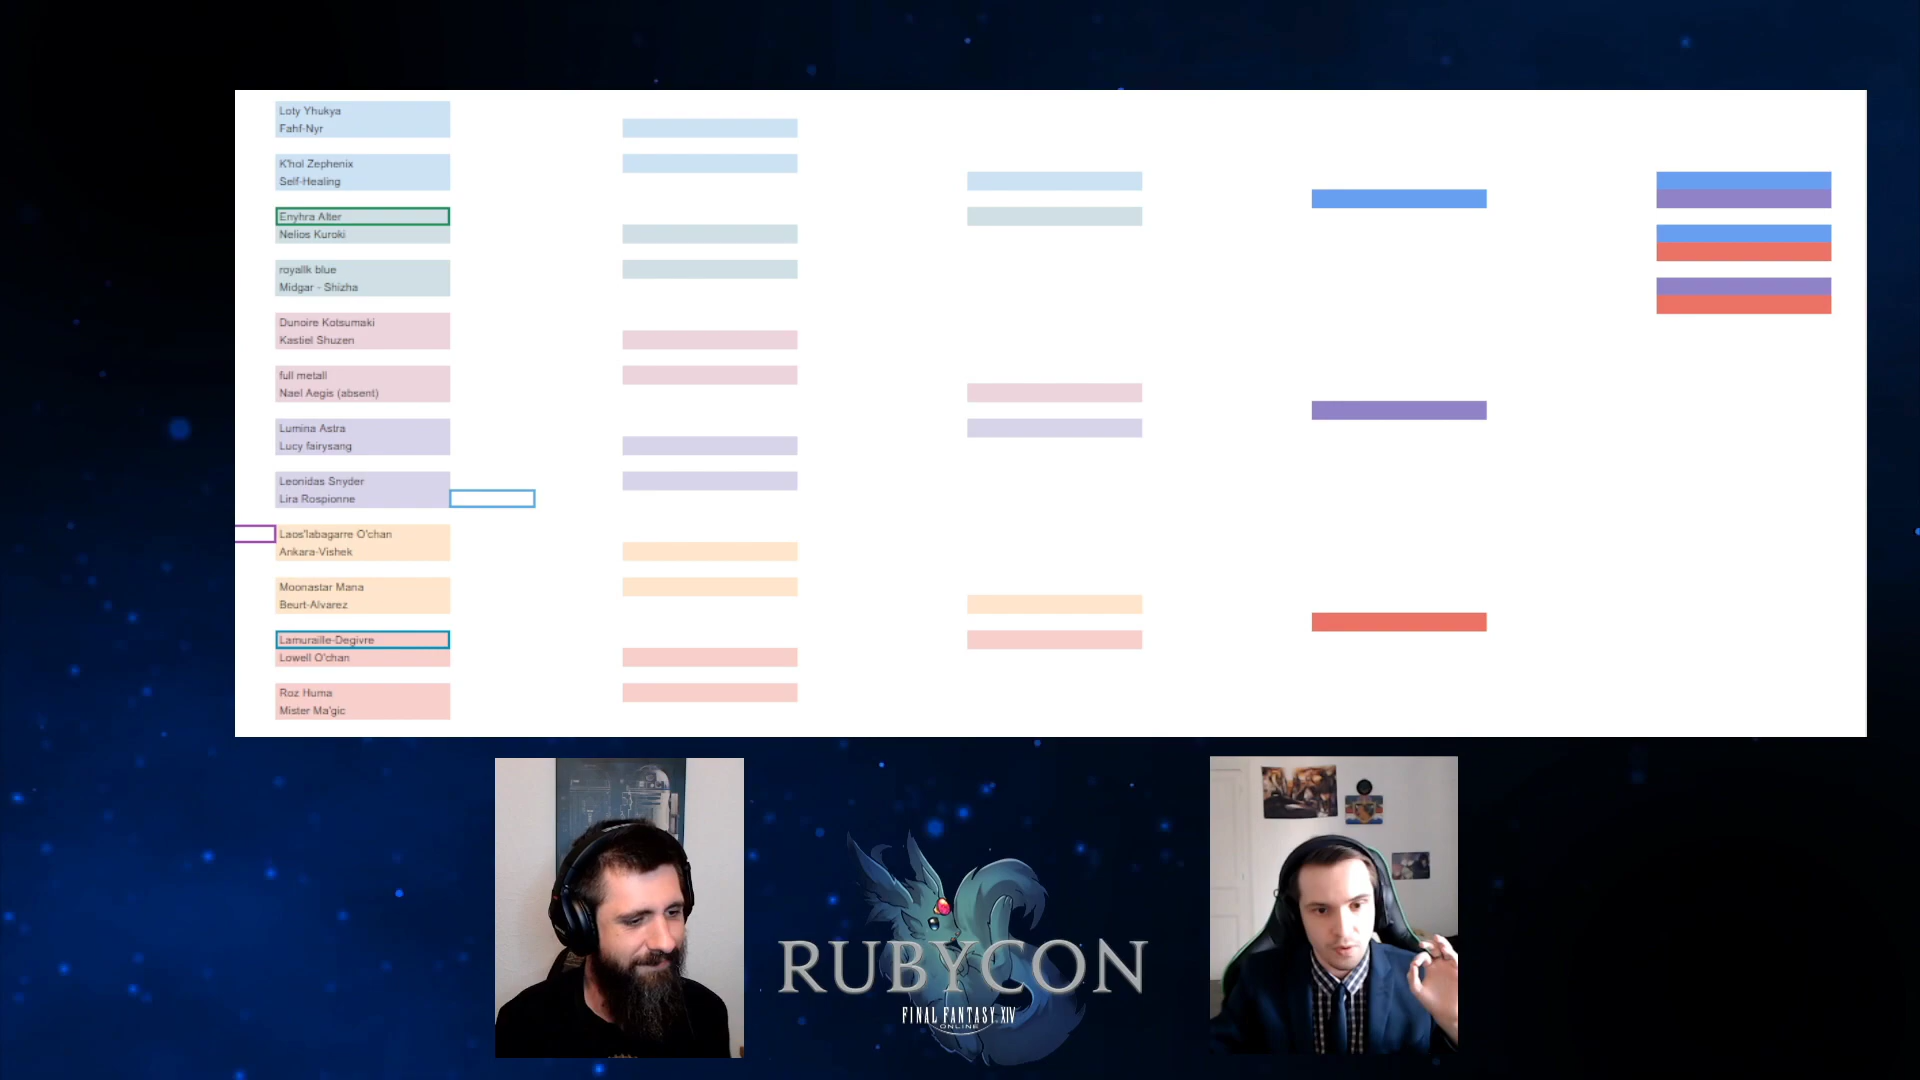 Loty Yhukya
Fahf-Nyr
K'hol Zephenix
Self-Healing
Enyhra Alter
Nelios Kuroki
royallk blue
Midgar - Shizha
Dunoire Kotsumaki
Kastiel Shuzen
full metall
Nael Aegis (absent)
Lumina Astra
Lucy fairysang
Leonidas Snyder
Lira Rospionne
Laos'labagarre O'chan
Ankara-Vishek
Moonastar Mana
Beurt-Alvarez
Lamuraille-Degivre
Lowell O'chan
Roz Huma
Mister Ma'gic
RUBYCON
FINAL FANTASY XIV
ONLINE